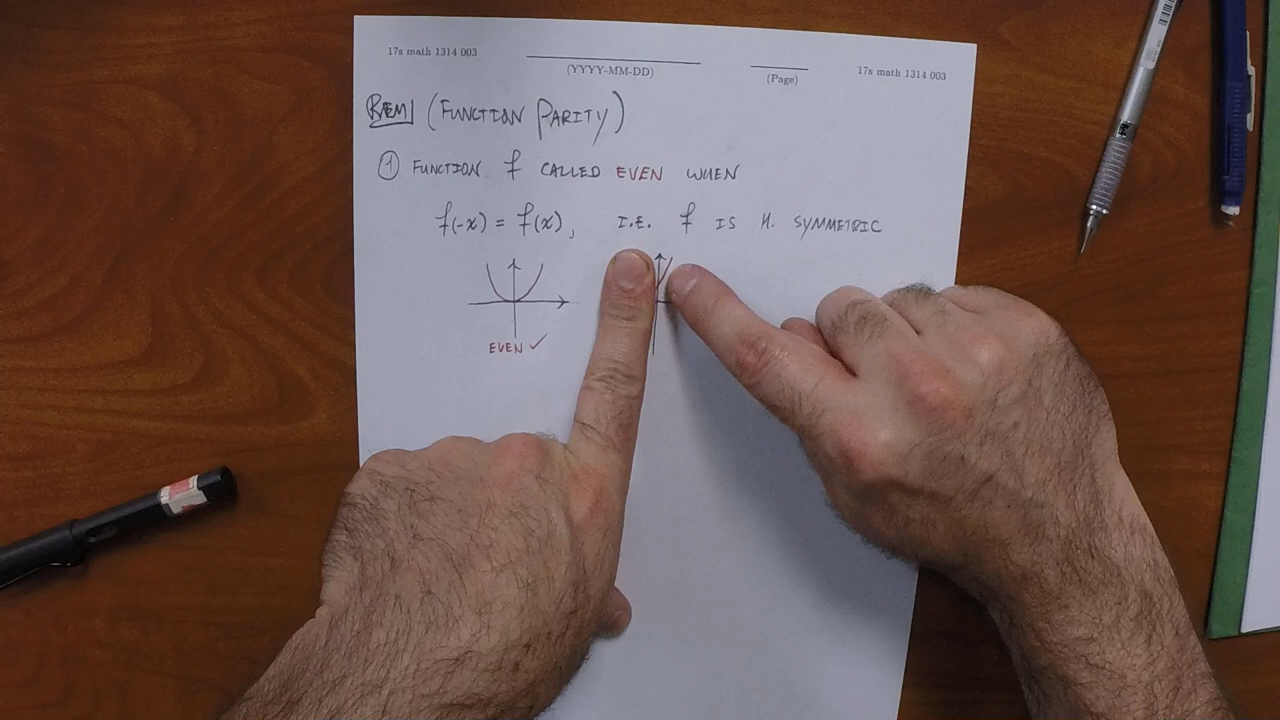 17s math 1314 003 (YYYY-MM-DD) (Page) 17s math 1314 003
REM (FUNCTION PARITY)
① FUNCTION f CALLED EVEN WHEN
f(-x) = f(x), I.E. f IS H. SYMMETRIC
EVEN ✓